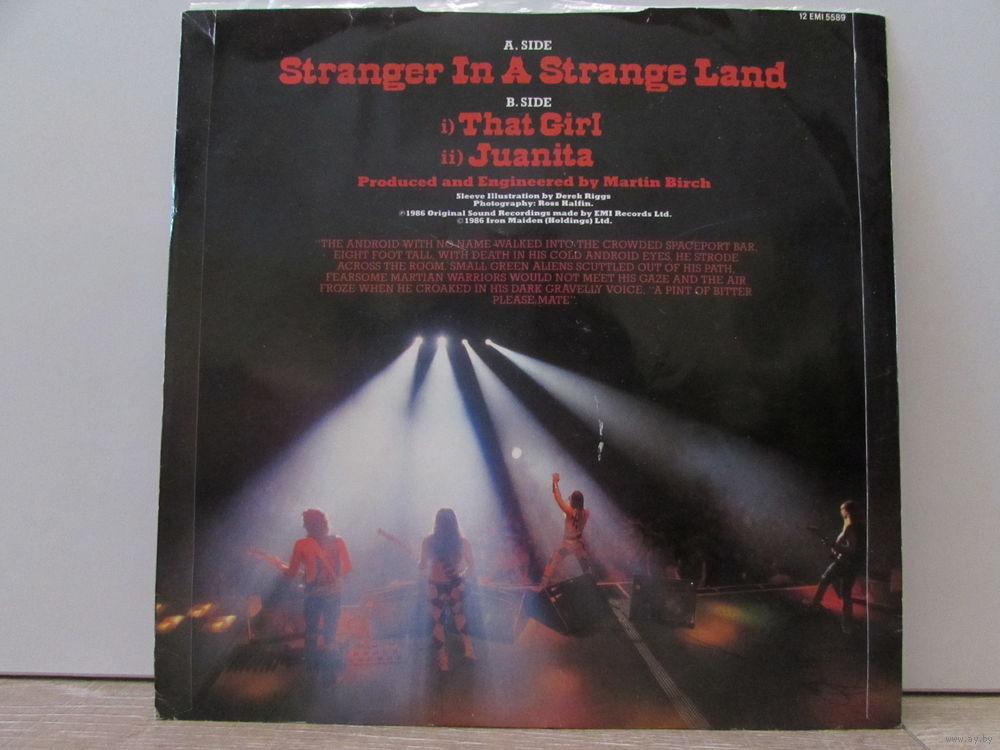 12 EMI 5589
A. SIDE
Stranger In A Strange Land
B. SIDE
i) That Girl
ii) Juanita
Produced and Engineered by Martin Birch
Sleeve Illustration by Derek Riggs
Photography: Ross Halfin.
℗1986 Original Sound Recordings made by EMI Records Ltd.
©1986 Iron Maiden (Holdings) Ltd.
THE ANDROID WITH NO NAME WALKED INTO THE CROWDED SPACEPORT BAR,
EIGHT FOOT TALL, WITH DEATH IN HIS COLD ANDROID EYES, HE STRODE
ACROSS THE ROOM, SMALL GREEN ALIENS SCUTTLED OUT OF HIS PATH,
FEARSOME MARTIAN WARRIORS WOULD NOT MEET HIS GAZE AND THE AIR
FROZE WHEN HE CROAKED IN HIS DARK GRAVELLY VOICE, "A PINT OF BITTER
PLEASE MATE".
www.ay.by